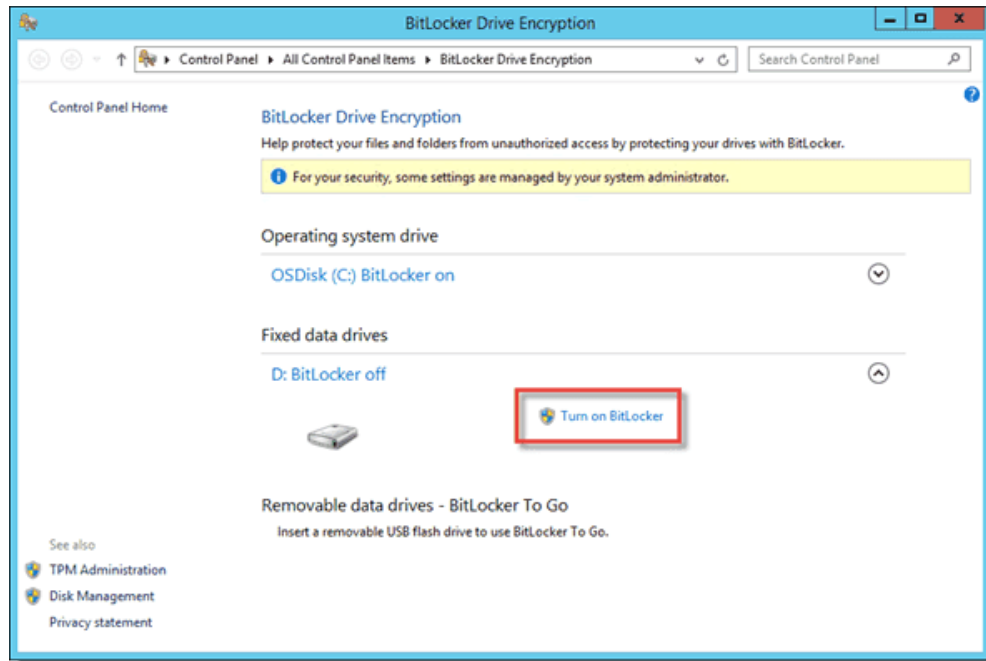 BitLocker Drive Encryption
Control Panel All Control Panel Items BitLocker Drive Encryption
Search Control Panel
Control Panel Home
BitLocker Drive Encryption
Help protect your files and folders from unauthorized access by protecting your drives with BitLocker.
For your security, some settings are managed by your system administrator.
Operating system drive
OSDisk (C:) BitLocker on
Fixed data drives
D: BitLocker off
Turn on BitLocker
Removable data drives - BitLocker To Go
Insert a removable USB flash drive to use BitLocker To Go.
See also
TPM Administration
Disk Management
Privacy statement